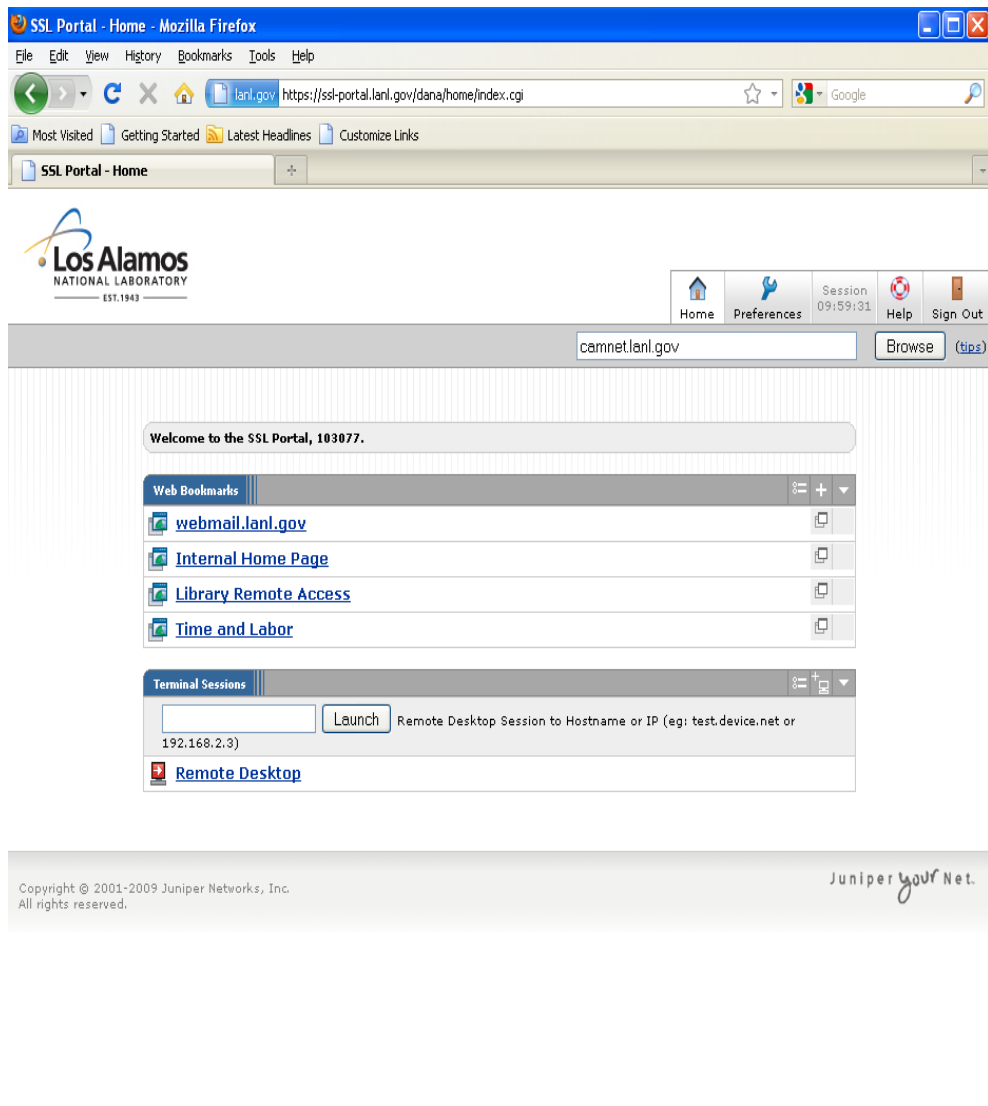 SSL Portal - Home - Mozilla Firefox
File Edit View History Bookmarks Tools Help
lanl.gov https://ssl-portal.lanl.gov/dana/home/index.cgi Google
Most Visited Getting Started Latest Headlines Customize Links
SSL Portal - Home
Los Alamos
NATIONAL LABORATORY
EST.1943
Home Preferences Session 09:59:31 Help Sign Out
camnet.lanl.gov Browse (tips)
Welcome to the SSL Portal, 103077.
Web Bookmarks
webmail.lanl.gov
Internal Home Page
Library Remote Access
Time and Labor
Terminal Sessions
Launch Remote Desktop Session to Hostname or IP (eg: test.device.net or
192.168.2.3)
Remote Desktop
Copyright © 2001-2009 Juniper Networks, Inc.
All rights reserved.
Juniper your Net.